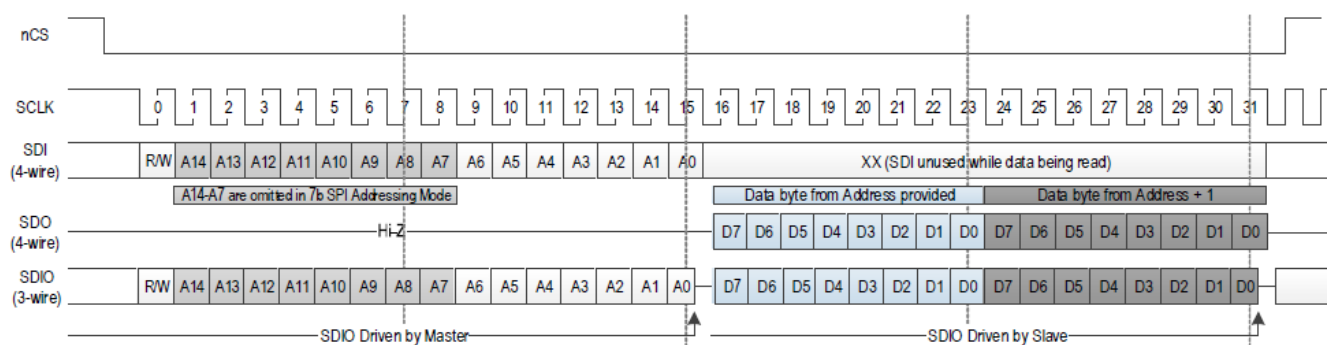 nCS
SCLK
0 1 2 3 4 5 6 7 8 9 10 11 12 13 14 15 16 17 18 19 20 21 22 23 24 25 26 27 28 29 30 31
SDI
(4-wire)
R/W A14 A13 A12 A11 A10 A9 A8 A7 A6 A5 A4 A3 A2 A1 A0 XX (SDI unused while data being read)
A14-A7 are omitted in 7b SPI Addressing Mode
Data byte from Address provided
Data byte from Address + 1
SDO
(4-wire)
Hi-Z
D7 D6 D5 D4 D3 D2 D1 D0 D7 D6 D5 D4 D3 D2 D1 D0
SDIO
(3-wire)
R/W A14 A13 A12 A11 A10 A9 A8 A7 A6 A5 A4 A3 A2 A1 A0 D7 D6 D5 D4 D3 D2 D1 D0 D7 D6 D5 D4 D3 D2 D1 D0
SDIO Driven by Master
SDIO Driven by Slave